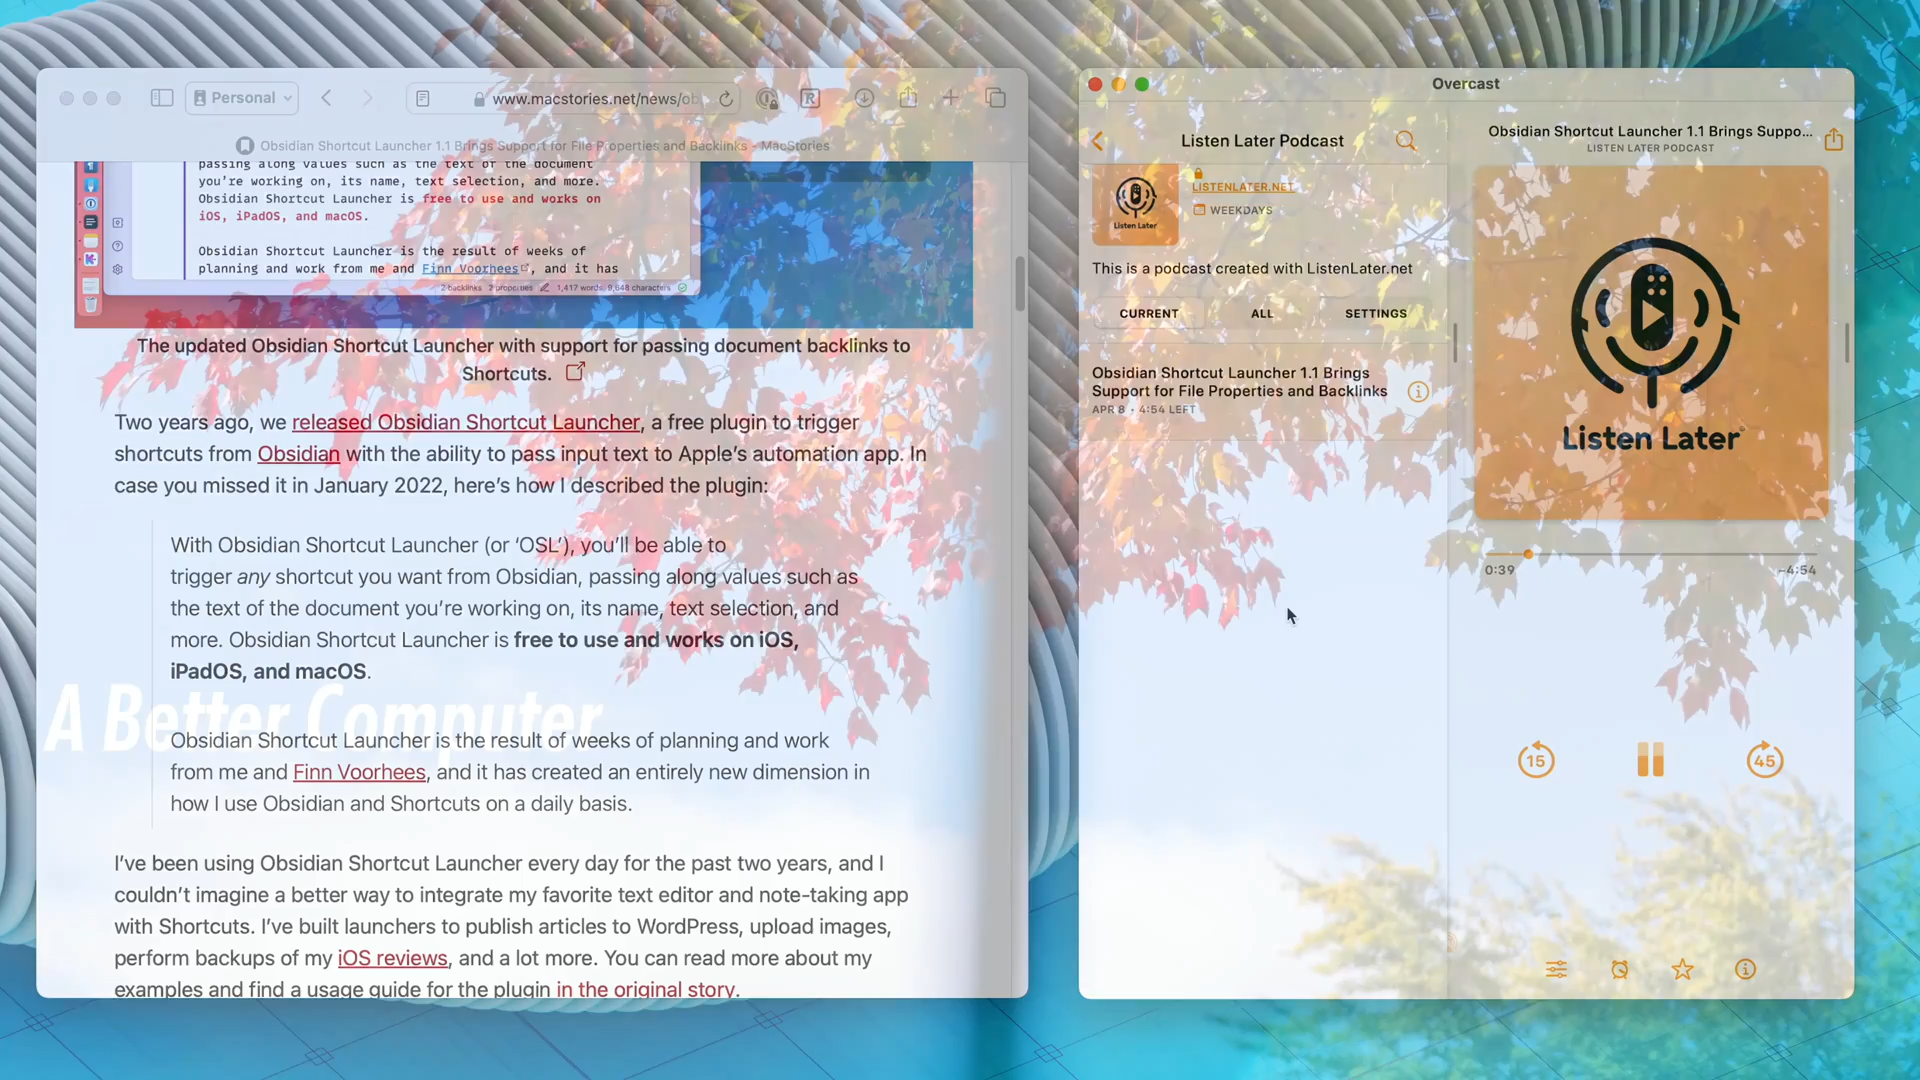 Personal
www.macstories.net/news/ob
Obsidian Shortcut Launcher 1.1 Brings Support for File Properties and Backlinks - MacStories
passing along values such as the text of the document
you're working on, its name, text selection, and more.
Obsidian Shortcut Launcher is free to use and works on
iOS, iPadOS, and macOS.
Obsidian Shortcut Launcher is the result of weeks of
planning and work from me and Finn Voorhees, and it has
2 backlinks 2 properties 1,417 words 9,648 characters
The updated Obsidian Shortcut Launcher with support for passing document backlinks to
Shortcuts.
Two years ago, we released Obsidian Shortcut Launcher, a free plugin to trigger
shortcuts from Obsidian with the ability to pass input text to Apple's automation app. In
case you missed it in January 2022, here's how I described the plugin:
With Obsidian Shortcut Launcher (or 'OSL'), you'll be able to
trigger any shortcut you want from Obsidian, passing along values such as
the text of the document you're working on, its name, text selection, and
more. Obsidian Shortcut Launcher is free to use and works on iOS,
iPadOS, and macOS.
A Better Computer
Obsidian Shortcut Launcher is the result of weeks of planning and work
from me and Finn Voorhees, and it has created an entirely new dimension in
how I use Obsidian and Shortcuts on a daily basis.
I've been using Obsidian Shortcut Launcher every day for the past two years, and I
couldn't imagine a better way to integrate my favorite text editor and note-taking app
with Shortcuts. I've built launchers to publish articles to WordPress, upload images,
perform backups of my iOS reviews, and a lot more. You can read more about my
examples and find a usage guide for the plugin in the original story.
Overcast
Listen Later Podcast
LISTENLATER.NET
WEEKDAYS
Listen Later
This is a podcast created with ListenLater.net
CURRENT ALL SETTINGS
Obsidian Shortcut Launcher 1.1 Brings
Support for File Properties and Backlinks
APR 8 • 4:54 LEFT
Obsidian Shortcut Launcher 1.1 Brings Suppo...
LISTEN LATER PODCAST
Listen Later
0:39 -4:54
15 45